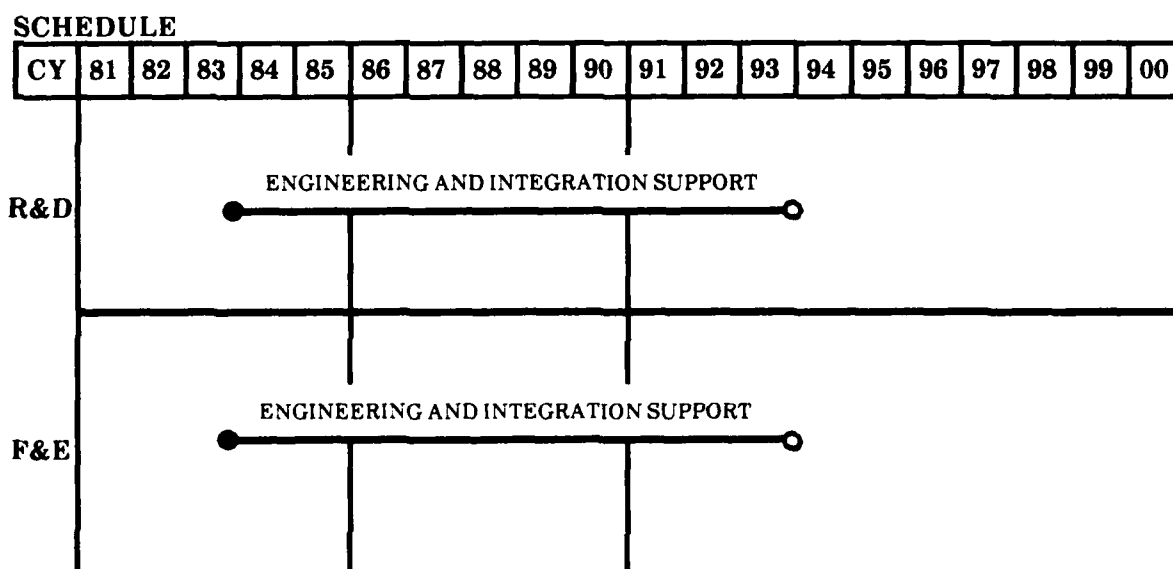 SCHEDULE
CY 81 82 83 84 85 86 87 88 89 90 91 92 93 94 95 96 97 98 99 00
ENGINEERING AND INTEGRATION SUPPORT
R&D
ENGINEERING AND INTEGRATION SUPPORT
F&E